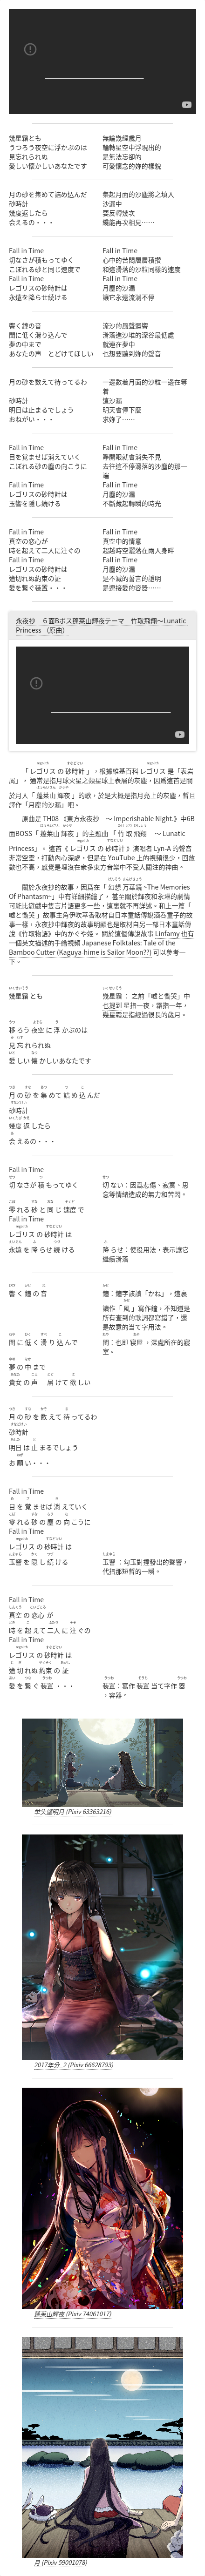 幾星霜とも
うつろう夜空に浮かぶのは
見忘れられぬ
愛しい懐かしいあなたです
無論幾經歲月
輪轉星空中浮現出的
是無法忘卻的
可愛懷念的妳的樣貌
月の砂を集めて詰め込んだ
砂時計
幾度返したら
会えるの・・・
集起月面的沙塵將之填入
沙漏中
要反轉幾次
纔能再次相見……
Fall in Time
切なさが積もってゆく
こぼれる砂と同じ速度で
Fall in Time
レゴリスの砂時計は
永遠を降らせ続ける
Fall in Time
心中的苦悶層層積攢
和這滑落的沙粒同樣的速度
Fall in Time
月塵的沙漏
讓它永遠流淌不停
響く鐘の音
闇に低く滑り込んで
夢の中まで
あなたの声　とどけてほしい
流沙的風聲迴響
滑落進沙堆的深谷最低處
就連在夢中
也想要聽到妳的聲音
月の砂を数えて待ってるわ
砂時計
明日は止まるでしょう
おねがい・・・
一邊數着月面的沙粒一邊在等
着
這沙漏
明天會停下麼
求妳了……
Fall in Time
目を覚ませば消えていく
こぼれる砂の塵の向こうに
Fall in Time
レゴリスの砂時計は
玉響を隠し続ける
Fall in Time
睜開眼就會消失不見
去往這不停滑落的沙塵的那一
端
Fall in Time
月塵的沙漏
不斷藏起轉瞬的時光
Fall in Time
真空の恋心が
時を超えて二人に注ぐの
Fall in Time
レゴリスの砂時計は
途切れぬ約束の証
愛を繋ぐ装置・・・
Fall in Time
真空中的情意
超越時空灑落在兩人身畔
Fall in Time
月塵的沙漏
是不滅的誓言的證明
是連接愛的容器……
永夜抄　６面Bボス蓬莱山輝夜テーマ　竹取飛翔〜Lunatic
Princess （原曲）
「レゴリスの砂時計」，根據維基百科 レゴリス 是「表岩
屑」，通常是指月球火星之類星球上表層的灰塵，因爲這首是關
於月人「蓬莱山 輝夜」的歌，於是大概是指月亮上的灰塵，暫且
譯作「月塵的沙漏」吧。
原曲是 TH08 《東方永夜抄　〜 Imperishable Night.》中6B
面BOSS「蓬莱山 輝夜」的主題曲「竹取飛翔　〜 Lunatic
Princess」。 這首《レゴリスの砂時計》演唱者 Lyn-A 的聲音
非常空靈，打動內心深處，但是在 YouTube 上的視頻很少，回放
數也不高，感覺是埋沒在衆多東方音樂中不受人關注的神曲。
關於永夜抄的故事，因爲在「幻想万華鏡 ~The Memories
Of Phantasm~」中有詳細描繪了，甚至關於輝夜和永琳的劇情
可能比遊戲中隻言片語更多一些，這裏就不再詳述。和上一篇「
嘘と慟哭」故事主角伊吹萃香取材自日本童話傳說酒吞童子的故
事一樣，永夜抄中輝夜的故事明顯也是取材自另一部日本童話傳
說《竹取物語》中的かぐや姫。 關於這個傳說故事 Linfamy 也有
一個英文描述的手繪視頻 Japanese Folktales: Tale of the
Bamboo Cutter (Kaguya-hime is Sailor Moon??) 可以參考一
下。
幾星霜とも
移ろう夜空に浮かぶのは
見忘れられぬ
愛しい懐かしいあなたです
幾星霜：之前「嘘と慟哭」中
也提到 星指一夜，霜指一年，
幾星霜是指經過很長的歲月。
月の砂を集めて詰め込んだ
砂時計
幾度返したら
会えるの・・・
Fall in Time
切なさが積もってゆく
零れる砂と同じ速度で
Fall in Time
レゴリスの砂時計は
永遠を降らせ続ける
切ない：因爲悲傷、寂寞、思
念等情緒造成的無力和苦悶。
降らせ：使役用法，表示讓它
繼續滑落
響く鐘の音
闇に低く滑り込んで
夢の中まで
貴女の声　届けて欲しい
鐘：鐘字該讀「かね」，這裏
讀作「風」寫作鐘，不知道是
所有查到的歌詞都寫錯了，還
是故意的当て字用法。
闇：也即 寝屋，深處所在的寢
室。
月の砂を数えて待ってるわ
砂時計
明日は止まるでしょう
お願い・・・
Fall in Time
目を覚ませば消えていく
零れる砂の塵の向こうに
Fall in Time
レゴリスの砂時計は
玉響を隠し続ける
玉響：勾玉對撞發出的聲響，
代指那短暫的一瞬。
Fall in Time
真空の恋心が
時を超えて二人に注ぐの
Fall in Time
レゴリスの砂時計は
途切れぬ約束の証
愛を繋ぐ装置・・・
装置：寫作 装置 当て字作 器
，容器。
举头望明月 (Pixiv 63363216)
2017年分_2 (Pixiv 66628793)
蓬莱山輝夜 (Pixiv 74061017)
月 (Pixiv 59001078)